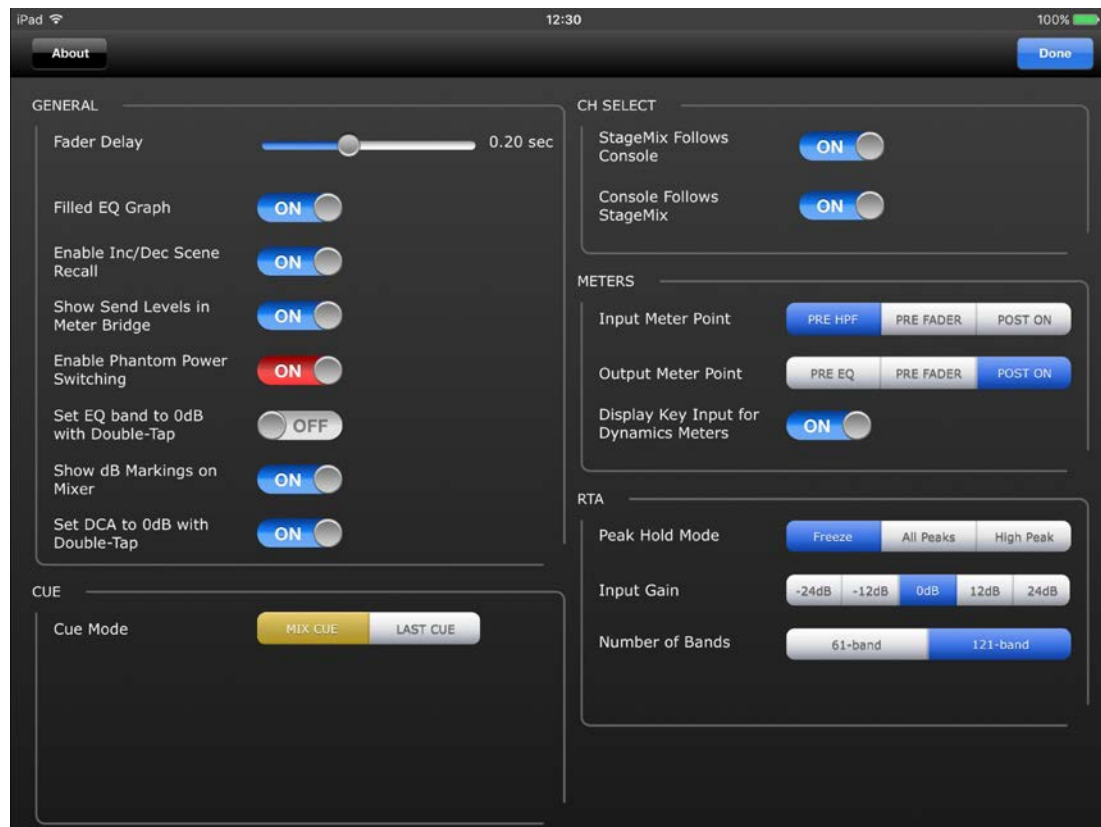 iPad 12:30 100%
About Done
GENERAL
Fader Delay 0.20 sec
Filled EQ Graph ON
Enable Inc/Dec Scene
Recall ON
Show Send Levels in
Meter Bridge ON
Enable Phantom Power
Switching ON
Set EQ band to 0dB
with Double-Tap OFF
Show dB Markings on
Mixer ON
Set DCA to 0dB with
Double-Tap ON
CUE
Cue Mode MIX CUE LAST CUE
CH SELECT
StageMix Follows
Console ON
Console Follows
StageMix ON
METERS
Input Meter Point PRE HPF PRE FADER POST ON
Output Meter Point PRE EQ PRE FADER POST ON
Display Key Input for
Dynamics Meters ON
RTA
Peak Hold Mode Freeze All Peaks High Peak
Input Gain -24dB -12dB 0dB 12dB 24dB
Number of Bands 61-band 121-band